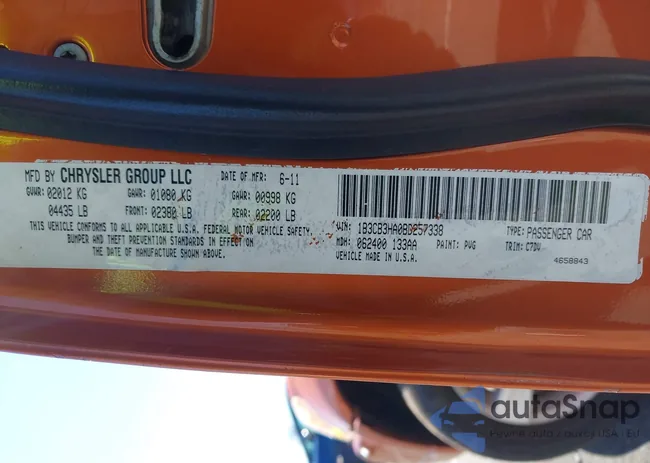 MFD BY CHRYSLER GROUP LLC DATE OF MFR: 6-11
GVWR: 02012 KG GAWR: 01080 KG GAWR: 00998 KG
04435 LB FRONT: 02380 LB REAR: 02200 LB
THIS VEHICLE CONFORMS TO ALL APPLICABLE U.S.A. FEDERAL MOTOR VEHICLE SAFETY,
BUMPER AND THEFT PREVENTION STANDARDS IN EFFECT ON
THE DATE OF MANUFACTURE SHOWN ABOVE.
VIN: 1B3CB3HA0BD257338 TYPE: PASSENGER CAR
MDH: 062400 133AA PAINT: PVG TRIM: C7DV
VEHICLE MADE IN U.S.A. 4658843
autaSnap